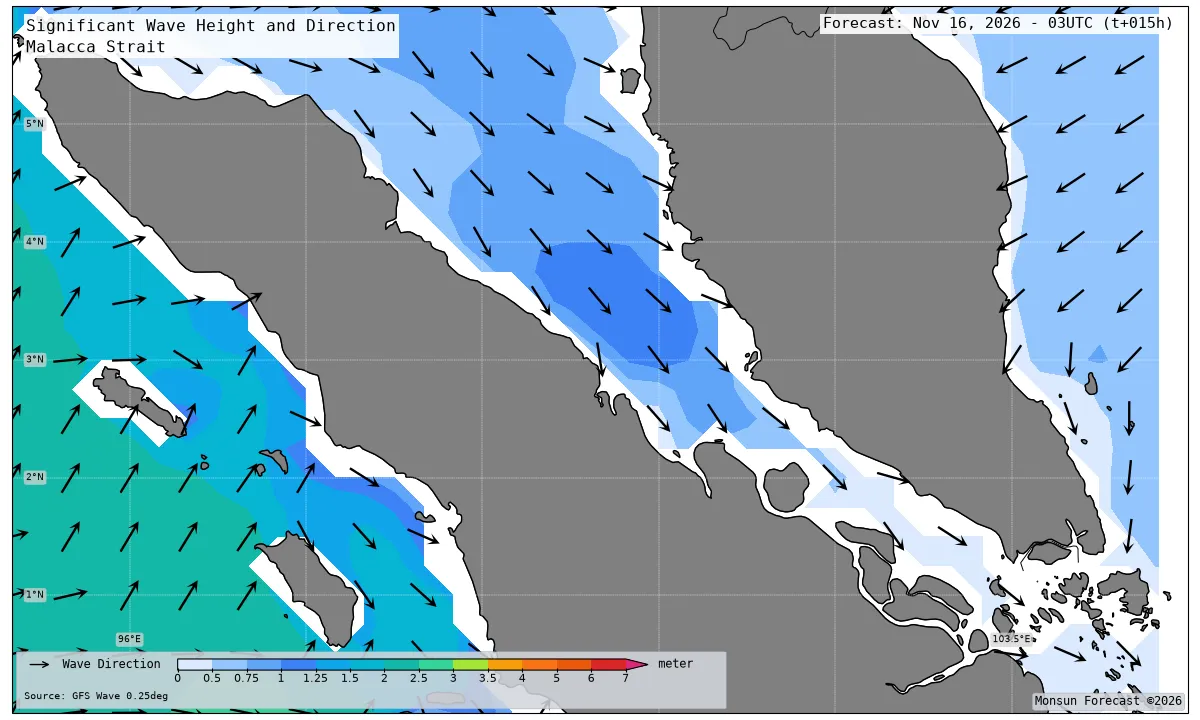 Significant Wave Height and Direction
Malacca Strait
Forecast: Nov 16, 2026 - 03UTC (t+015h)
5°N
4°N
3°N
2°N
1°N
96°E
103.5°E
Wave Direction
meter
0 0.5 0.75 1 1.25 1.5 2 2.5 3 3.5 4 5 6 7
Source: GFS Wave 0.25deg
Monsun Forecast ©2026